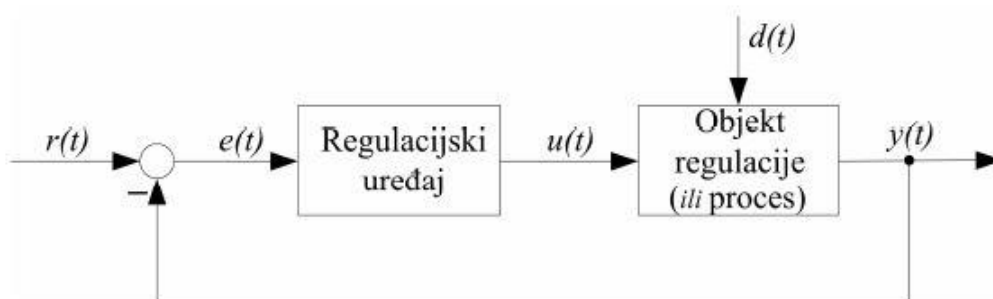 d(t)
r(t)
e(t)
Regulacijski
uređaj
u(t)
Objekt
regulacije
(ili proces)
y(t)
−